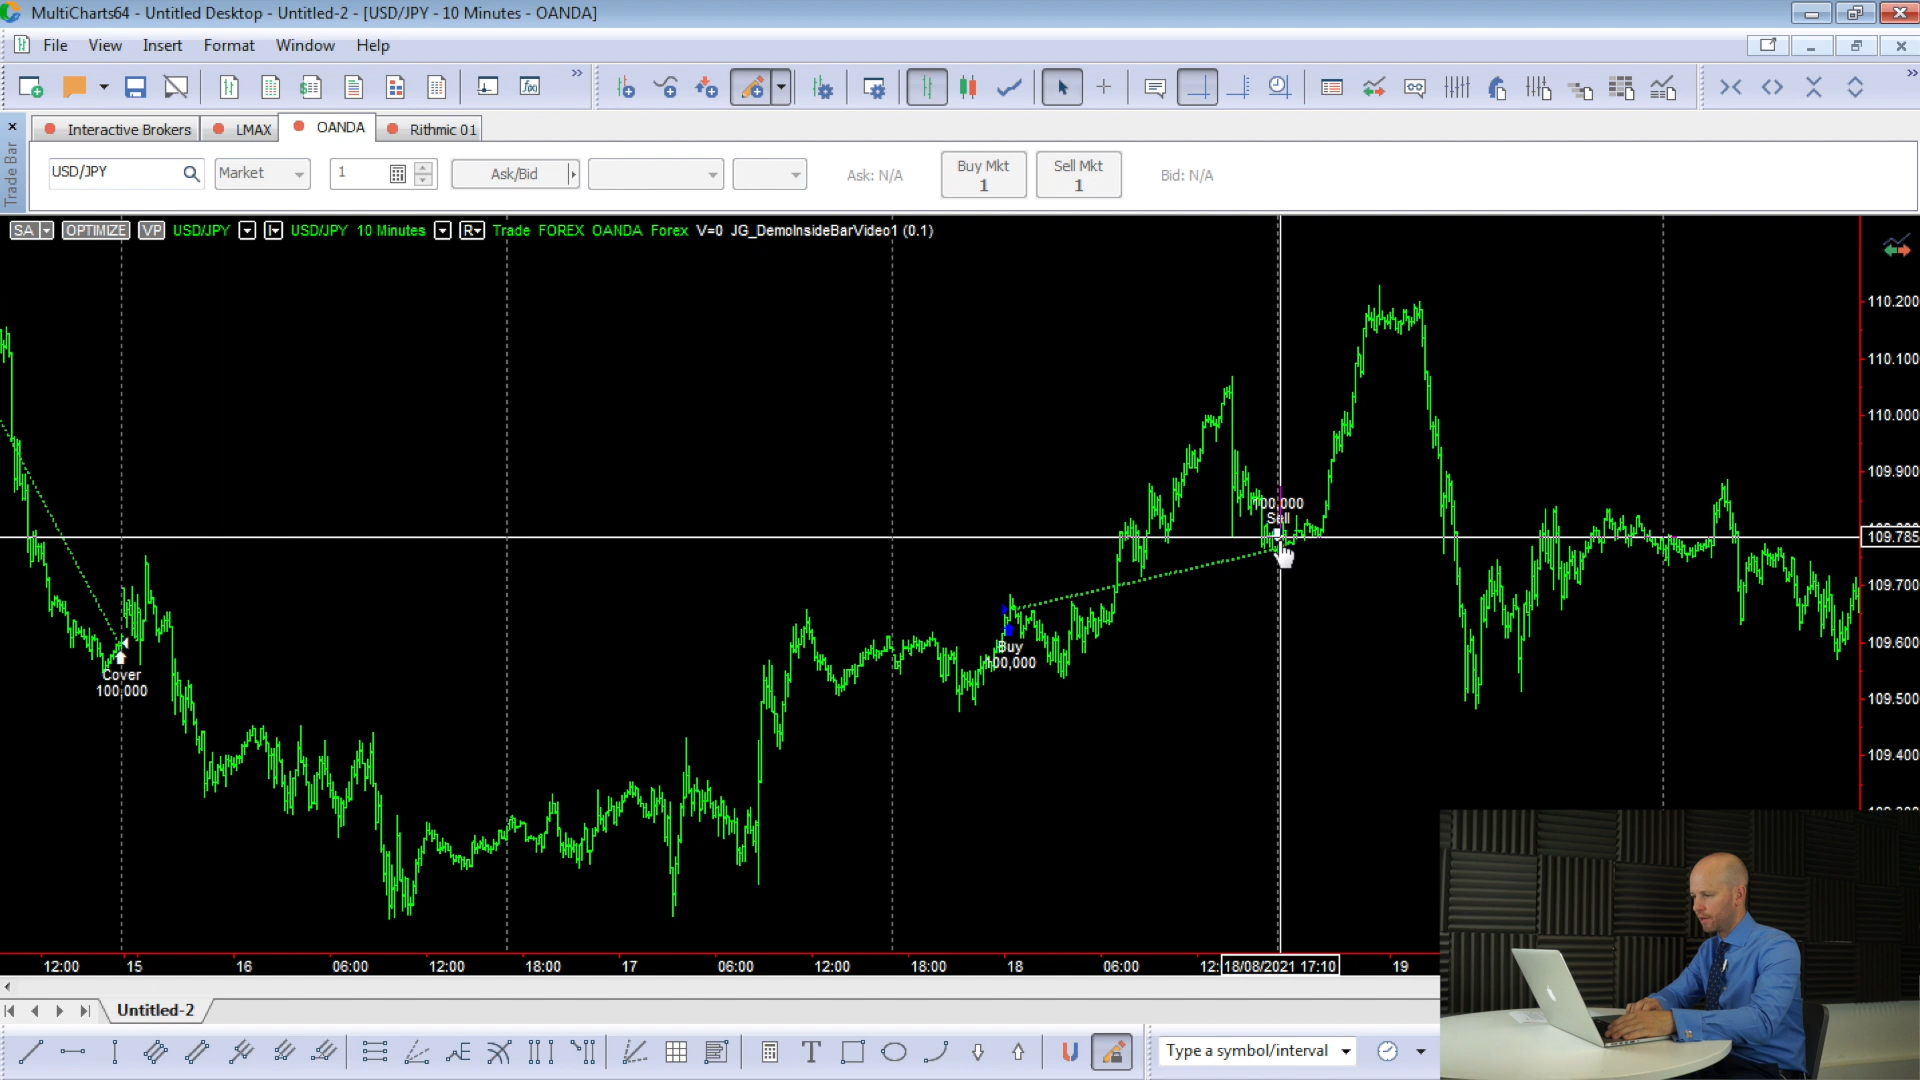 MultiCharts64 - Untitled Desktop - Untitled-2 - [USD/JPY - 10 Minutes - OANDA]
File View Insert Format Window Help
Interactive Brokers LMAX OANDA Rithmic 01
Trade Bar
USD/JPY Market 1 Ask/Bid Ask: N/A Buy Mkt 1 Sell Mkt 1 Bid: N/A
SA OPTIMIZE VP USD/JPY I USD/JPY 10 Minutes R Trade FOREX OANDA Forex V=0 JG_DemoInsideBarVideo1 (0.1)
110.200
110.100
110.000
109.900
100,000
Sell
109.785
109.700
109.600
109.500
109.400
Cover
100,000
Buy
100,000
12:00 15 16 06:00 12:00 18:00 17 06:00 12:00 18:00 18 06:00 12: 18/08/2021 17:10 19
Untitled-2
Type a symbol/interval